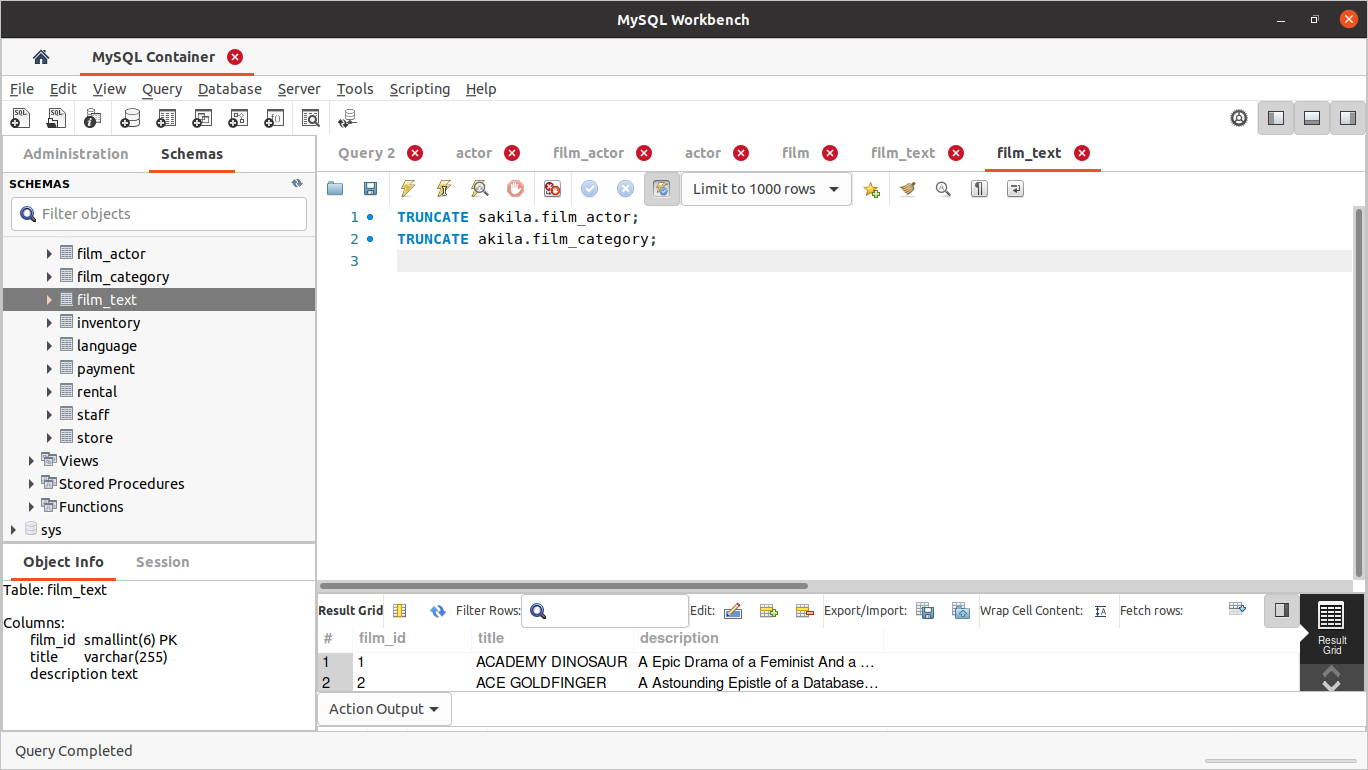 MySQL Workbench
MySQL Container
File Edit View Query Database Server Tools Scripting Help
Administration Schemas
Query 2 actor film_actor actor film film_text film_text
SCHEMAS
Filter objects
Limit to 1000 rows
1 TRUNCATE sakila.film_actor;
2 TRUNCATE akila.film_category;
3
film_actor
film_category
film_text
inventory
language
payment
rental
staff
store
Views
Stored Procedures
Functions
sys
Object Info Session
Table: film_text
Columns:
film_id smallint(6) PK
title varchar(255)
description text
Result Grid Filter Rows: Edit: Export/Import: Wrap Cell Content: Fetch rows:
# film_id title description
1 1 ACADEMY DINOSAUR A Epic Drama of a Feminist And a ...
2 2 ACE GOLDFINGER A Astounding Epistle of a Database...
Result
Grid
Action Output
Query Completed